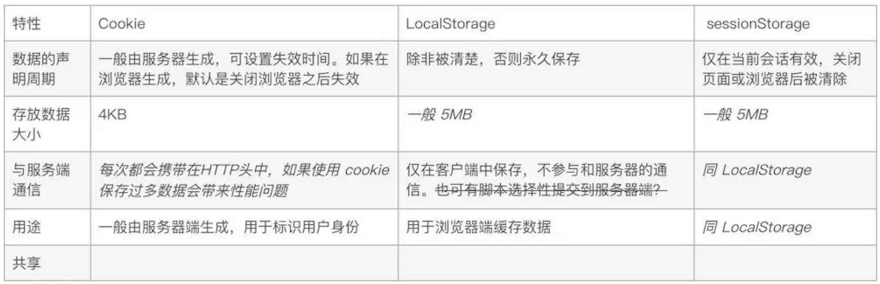 特性 Cookie LocalStorage sessionStorage
数据的声 一般由服务器生成，可设置失效时间。如果在 除非被清楚，否则永久保存 仅在当前会话有效，关闭
明周期 浏览器生成，默认是关闭浏览器之后失效 页面或浏览器后被清除
存放数据 4KB 一般 5MB 一般 5MB
大小
与服务端 每次都会携带在HTTP头中，如果使用 cookie 仅在客户端中保存，不参与和服务器的通 同 LocalStorage
通信 保存过多数据会带来性能问题 信。也可有脚本选择性提交到服务器端？
用途 一般由服务器端生成，用于标识用户身份 用于浏览器端缓存数据 同 LocalStorage
共享